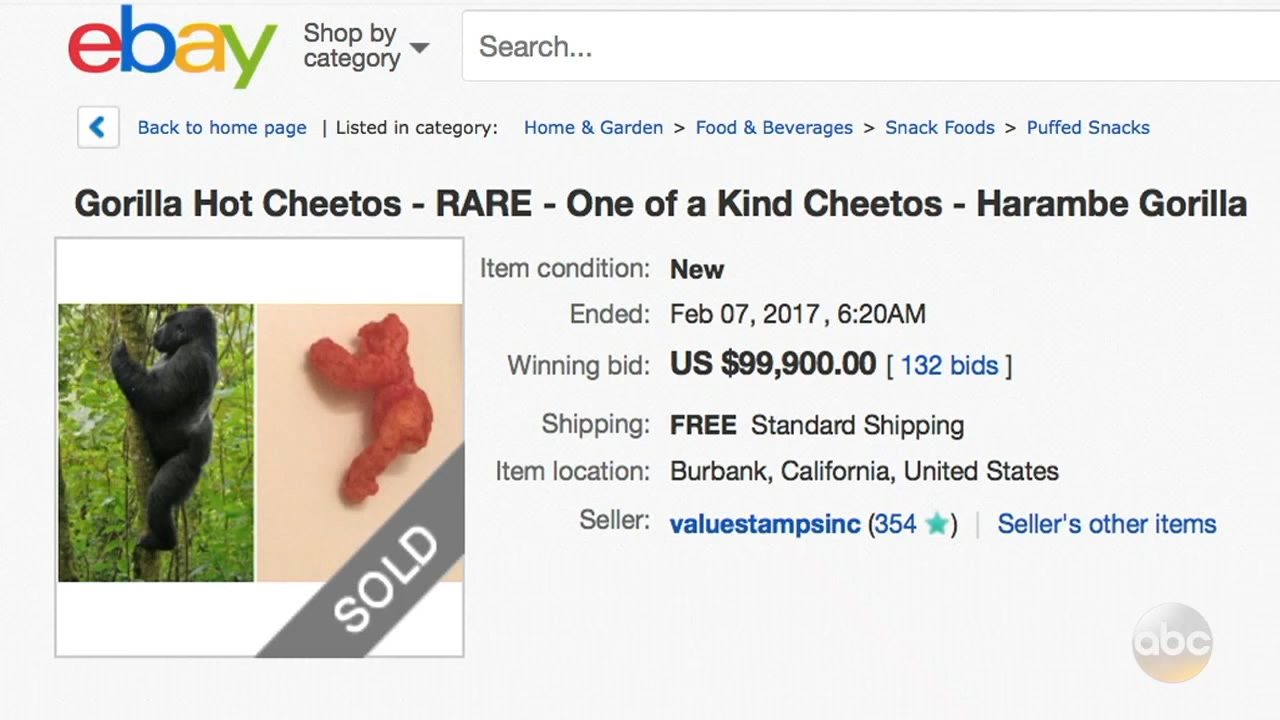 ebay
Shop by
category
Search...
Back to home page | Listed in category: Home & Garden > Food & Beverages > Snack Foods > Puffed Snacks
Gorilla Hot Cheetos - RARE - One of a Kind Cheetos - Harambe Gorilla
Item condition: New
Ended: Feb 07, 2017, 6:20AM
Winning bid: US $99,900.00 [ 132 bids ]
Shipping: FREE Standard Shipping
Item location: Burbank, California, United States
Seller: valuestampsinc (354 ★) | Seller's other items
SOLD
abc